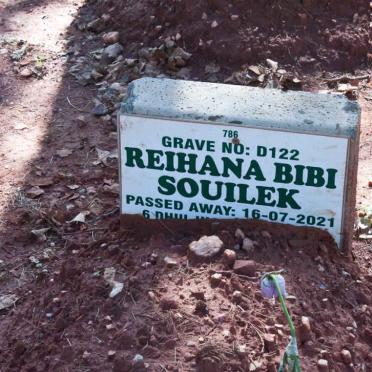 786
GRAVE NO: D122
REIHANA BIBI
SOUILEK
PASSED AWAY: 16-07-2021
6 DHUL